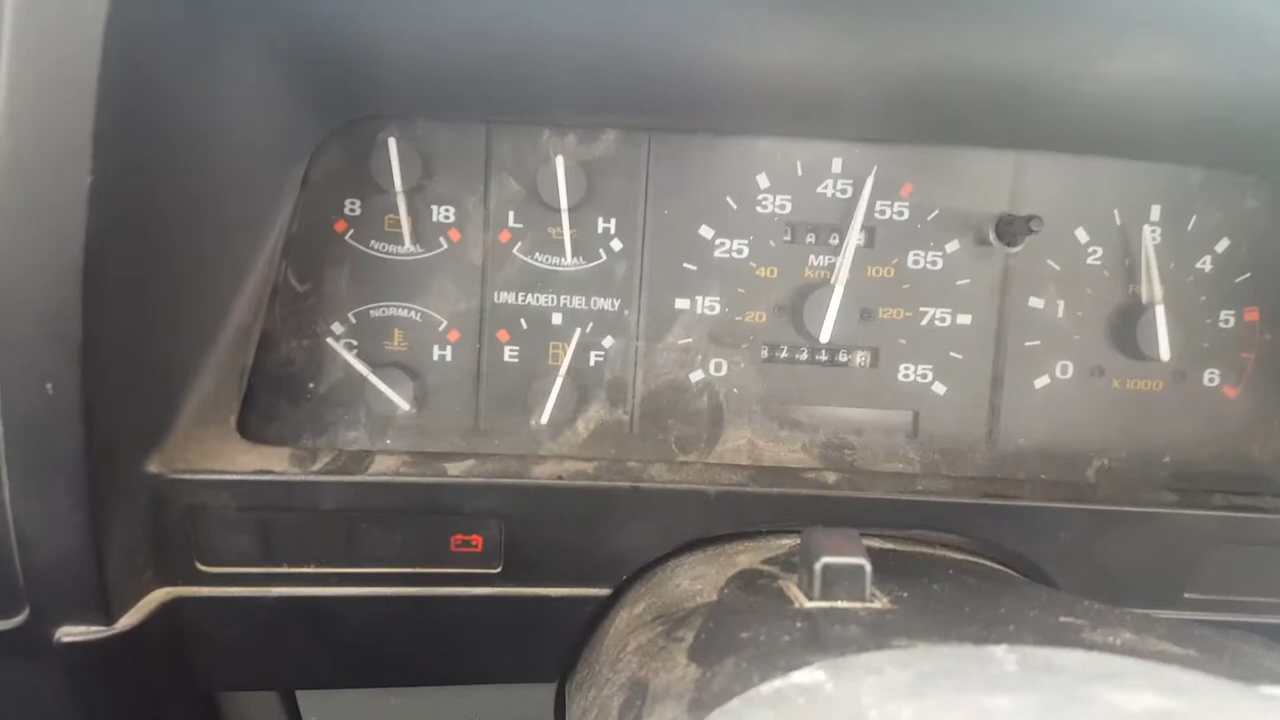 8 18
NORMAL
L H
NORMAL
NORMAL
C H
UNLEADED FUEL ONLY
E F
0 15 25 35 45 55 65 75 85
MPH
km/h
20 40 100 120
0 1 2 3 4 5 6
X 1000